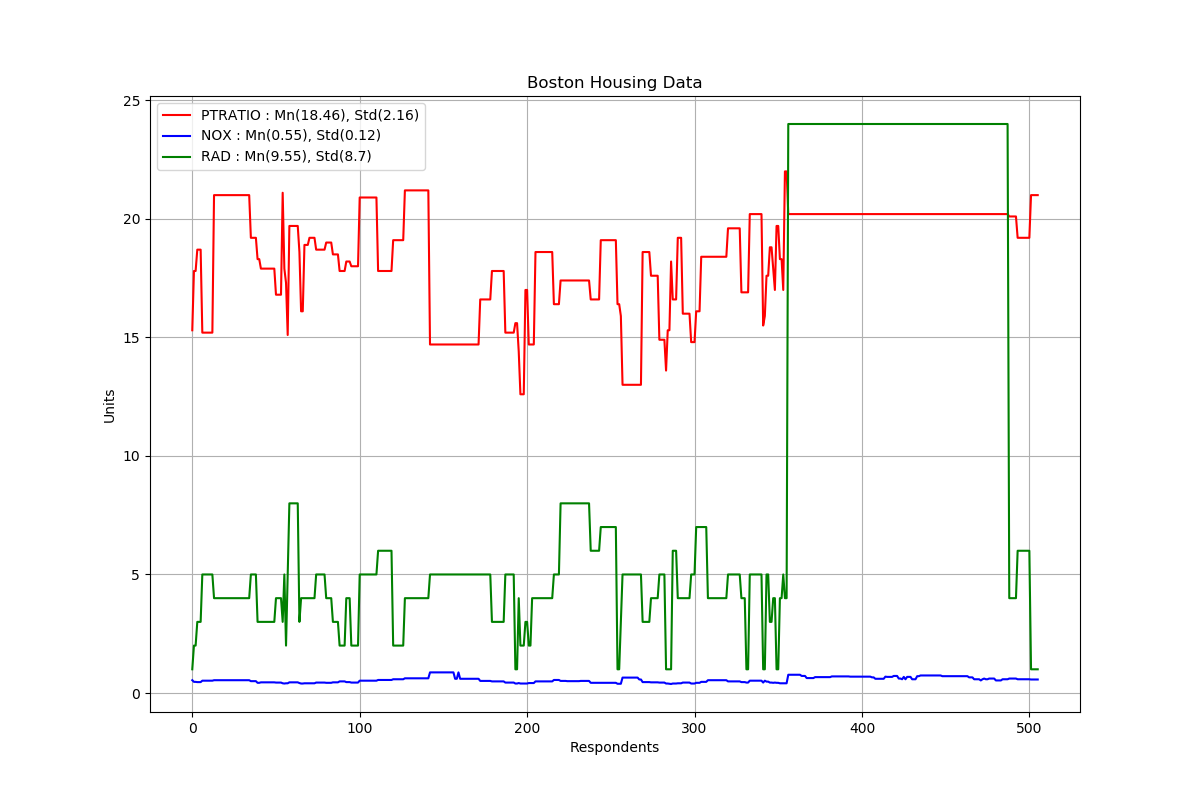 Boston Housing Data
PTRATIO : Mn(18.46), Std(2.16)
NOX : Mn(0.55), Std(0.12)
RAD : Mn(9.55), Std(8.7)
25
20
15
10
5
0
Units
0 100 200 300 400 500
Respondents